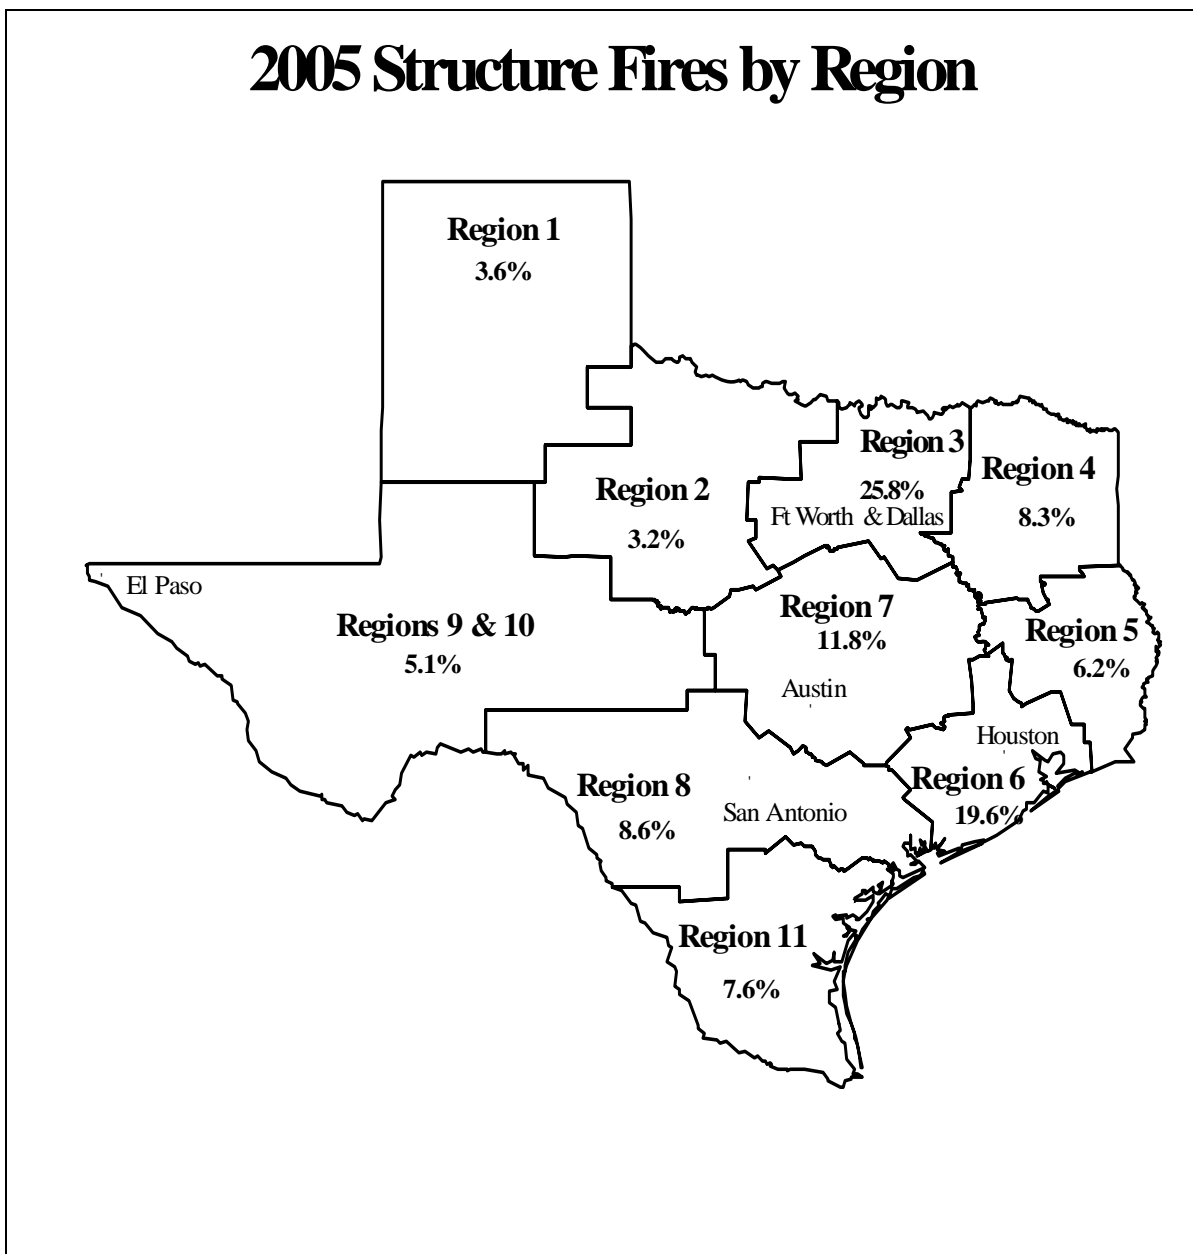 2005 Structure Fires by Region
Region 1
3.6%
Region 2
3.2%
Region 3
25.8%
Ft Worth & Dallas
Region 4
8.3%
El Paso
Regions 9 & 10
5.1%
Region 7
11.8%
Austin
Region 5
6.2%
Houston
Region 6
19.6%
Region 8
8.6%
San Antonio
Region 11
7.6%